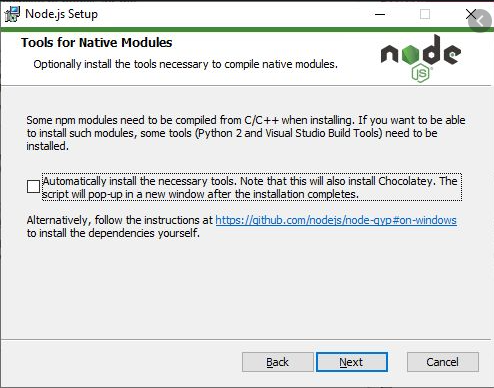 Node.js Setup
Tools for Native Modules
Optionally install the tools necessary to compile native modules.
node
JS
Some npm modules need to be compiled from C/C++ when installing. If you want to be able
to install such modules, some tools (Python 2 and Visual Studio Build Tools) need to be
installed.
Automatically install the necessary tools. Note that this will also install Chocolatey. The
script will pop-up in a new window after the installation completes.
Alternatively, follow the instructions at https://github.com/nodejs/node-gyp#on-windows
to install the dependencies yourself.
Back Next Cancel